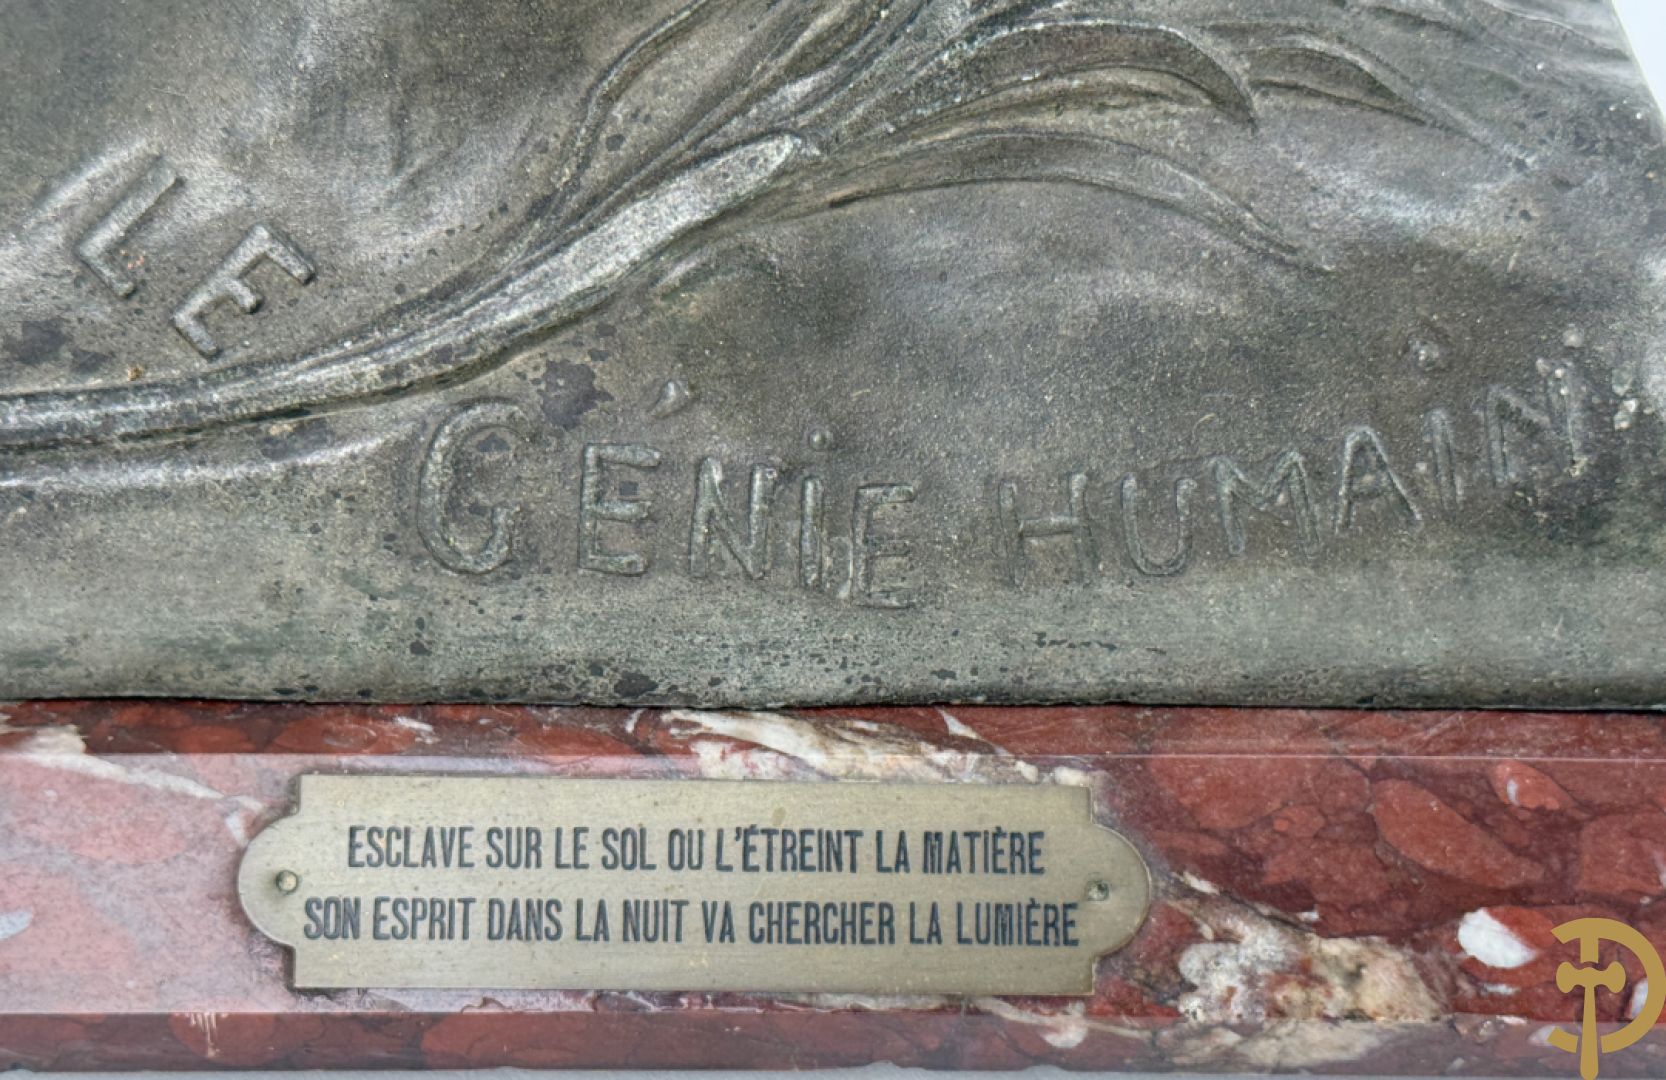 LE
GÉNIE HUMAIN
ESCLAVE SUR LE SOL OU L'ÉTREINT LA MATIÈRE
SON ESPRIT DANS LA NUIT VA CHERCHER LA LUMIÈRE